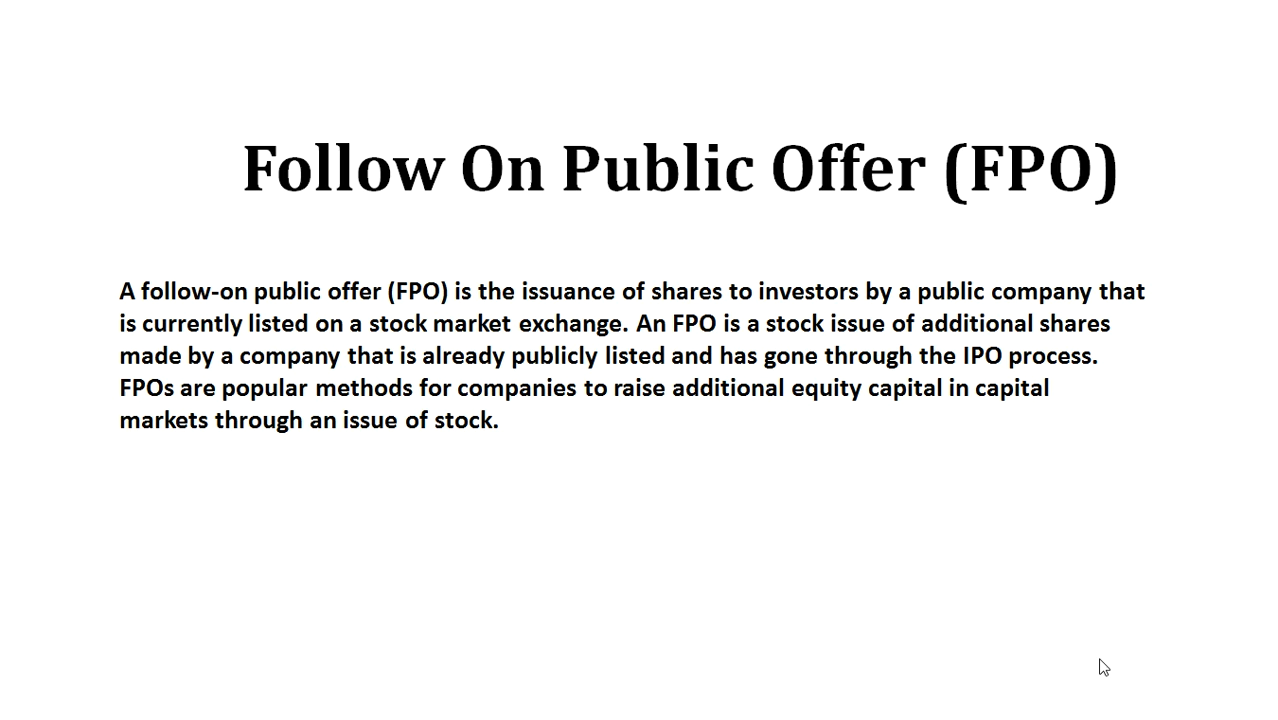 Follow On Public Offer (FPO)
A follow-on public offer (FPO) is the issuance of shares to investors by a public company that
is currently listed on a stock market exchange. An FPO is a stock issue of additional shares
made by a company that is already publicly listed and has gone through the IPO process.
FPOs are popular methods for companies to raise additional equity capital in capital
markets through an issue of stock.